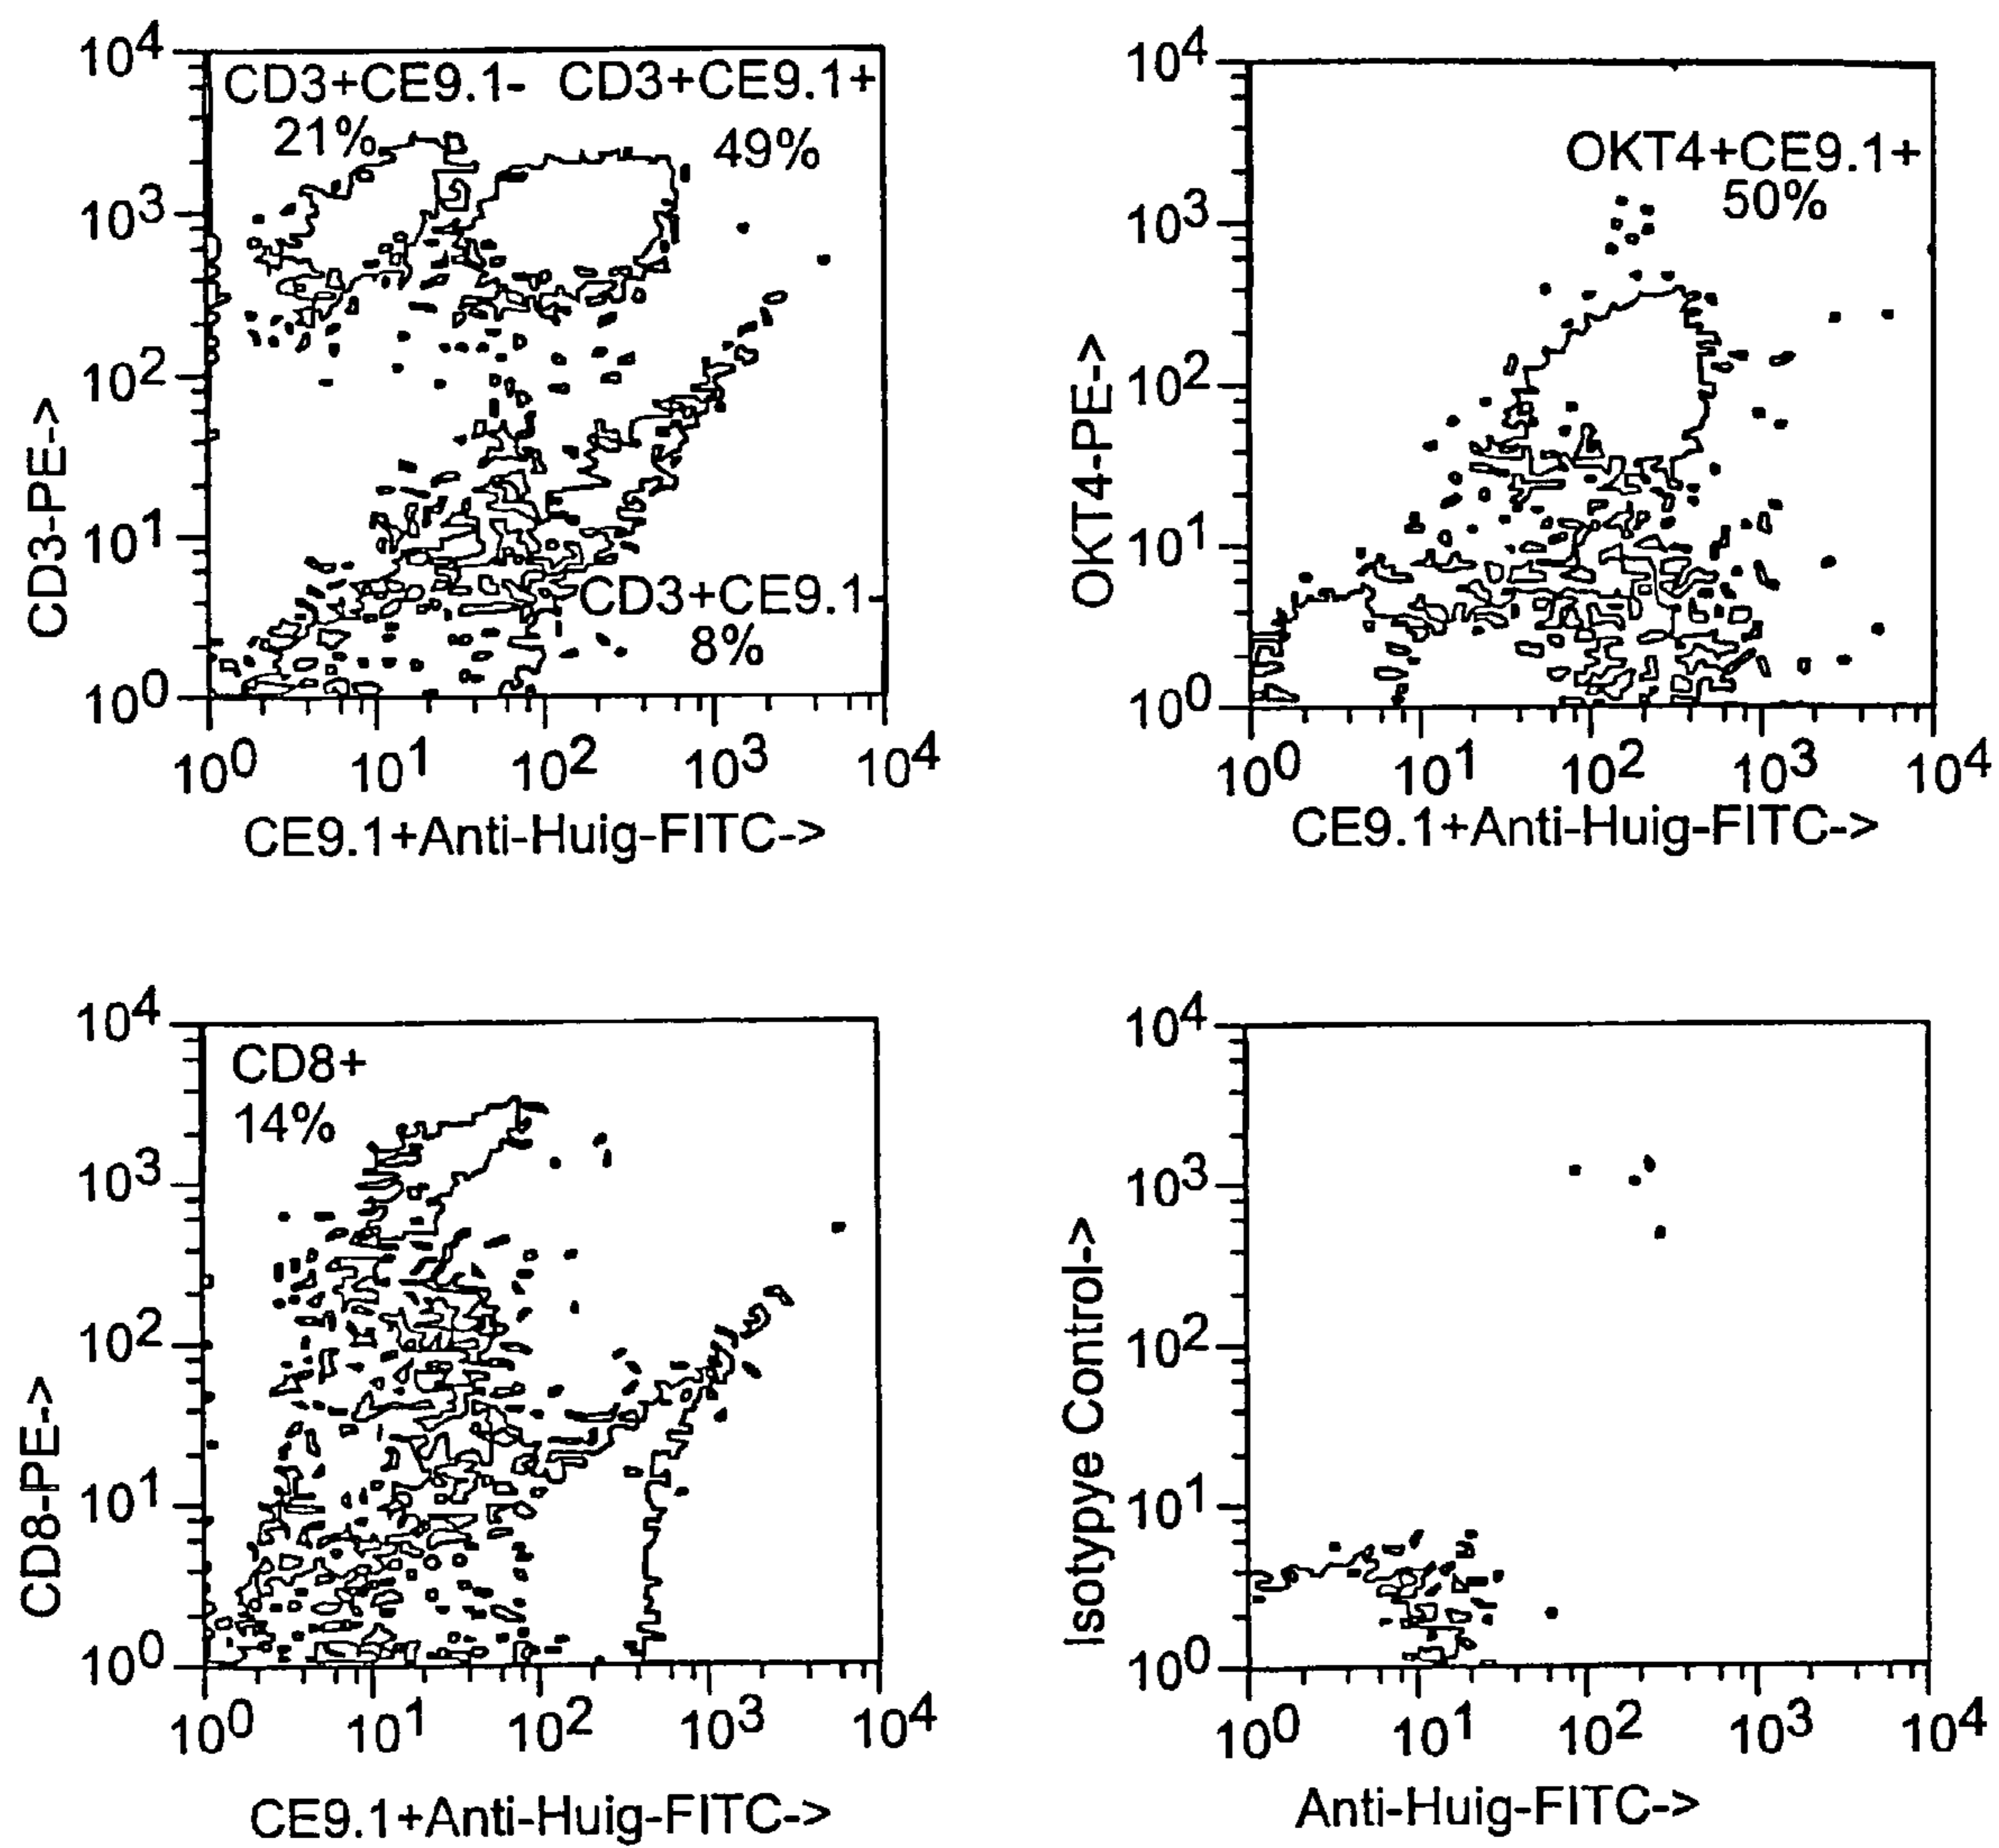 10^4
10^3
10^2
10^1
10^0
CD3-PE->
CD3+CE9.1- CD3+CE9.1+
21% 49%
CD3+CE9.1-
8%
10^0 10^1 10^2 10^3 10^4
CE9.1+Anti-Huig-FITC->
10^4
10^3
10^2
10^1
10^0
OKT4-PE->
OKT4+CE9.1+
50%
10^0 10^1 10^2 10^3 10^4
CE9.1+Anti-Huig-FITC->
10^4
10^3
10^2
10^1
10^0
CD8-PE->
CD8+
14%
10^0 10^1 10^2 10^3 10^4
CE9.1+Anti-Huig-FITC->
10^4
10^3
10^2
10^1
10^0
Isotypye Control->
10^0 10^1 10^2 10^3 10^4
Anti-Huig-FITC->